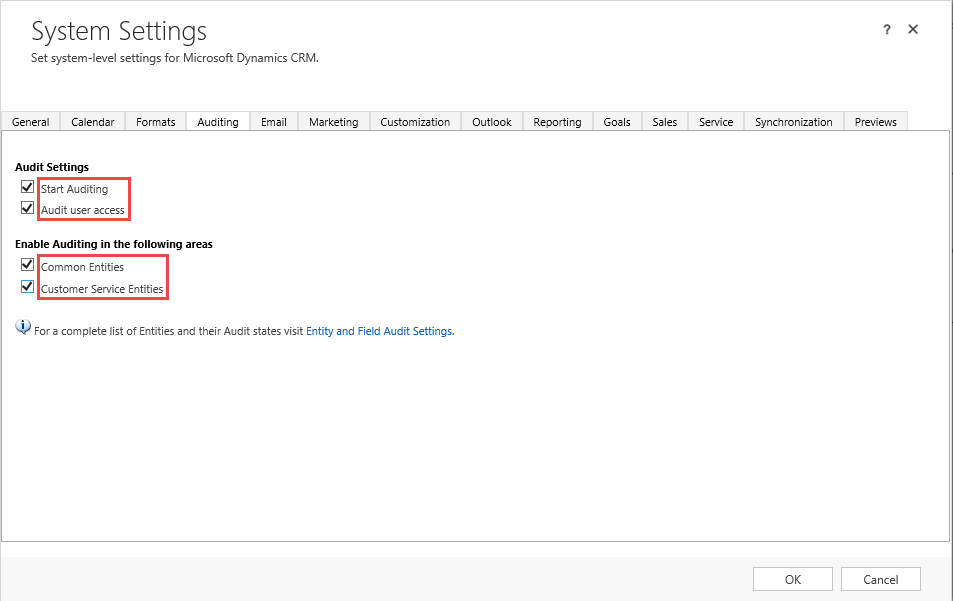 System Settings
? ✕
Set system-level settings for Microsoft Dynamics CRM.
General Calendar Formats Auditing Email Marketing Customization Outlook Reporting Goals Sales Service Synchronization Previews
Audit Settings
Start Auditing
Audit user access
Enable Auditing in the following areas
Common Entities
Customer Service Entities
For a complete list of Entities and their Audit states visit Entity and Field Audit Settings.
OK Cancel